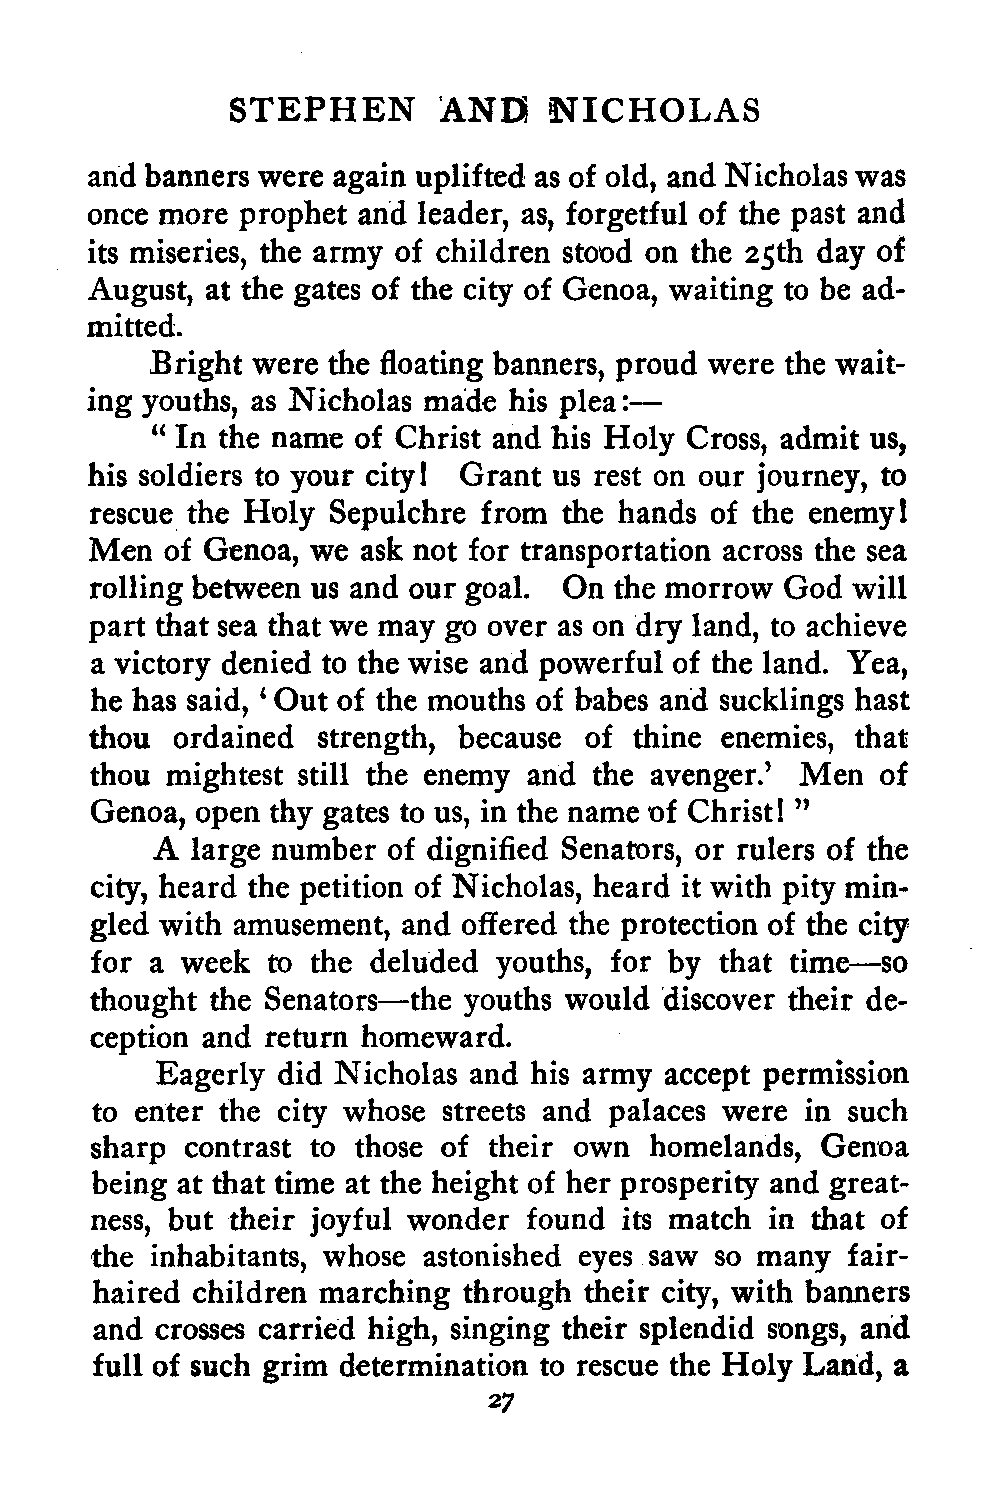 STEPHEN AND NICHOLAS
and banners were again uplifted as of old, and Nicholas was
once more prophet and leader, as, forgetful of the past and
its miseries, the army of children stood on the 25th day of
August, at the gates of the city of Genoa, waiting to be ad-
mitted.
Bright were the floating banners, proud were the wait-
ing youths, as Nicholas made his plea:—
“ In the name of Christ and his Holy Cross, admit us,
his soldiers to your city! Grant us rest on our journey, to
rescue the Holy Sepulchre from the hands of the enemy!
Men of Genoa, we ask not for transportation across the sea
rolling between us and our goal. On the morrow God will
part that sea that we may go over as on dry land, to achieve
a victory denied to the wise and powerful of the land. Yea,
he has said, ‘ Out of the mouths of babes and sucklings hast
thou ordained strength, because of thine enemies, that
thou mightest still the enemy and the avenger.’ Men of
Genoa, open thy gates to us, in the name of Christ! ”
A large number of dignified Senators, or rulers of the
city, heard the petition of Nicholas, heard it with pity min-
gled with amusement, and offered the protection of the city
for a week to the deluded youths, for by that time—so
thought the Senators—the youths would discover their de-
ception and return homeward.
Eagerly did Nicholas and his army accept permission
to enter the city whose streets and palaces were in such
sharp contrast to those of their own homelands, Genoa
being at that time at the height of her prosperity and great-
ness, but their joyful wonder found its match in that of
the inhabitants, whose astonished eyes saw so many fair-
haired children marching through their city, with banners
and crosses carried high, singing their splendid songs, and
full of such grim determination to rescue the Holy Land, a
27